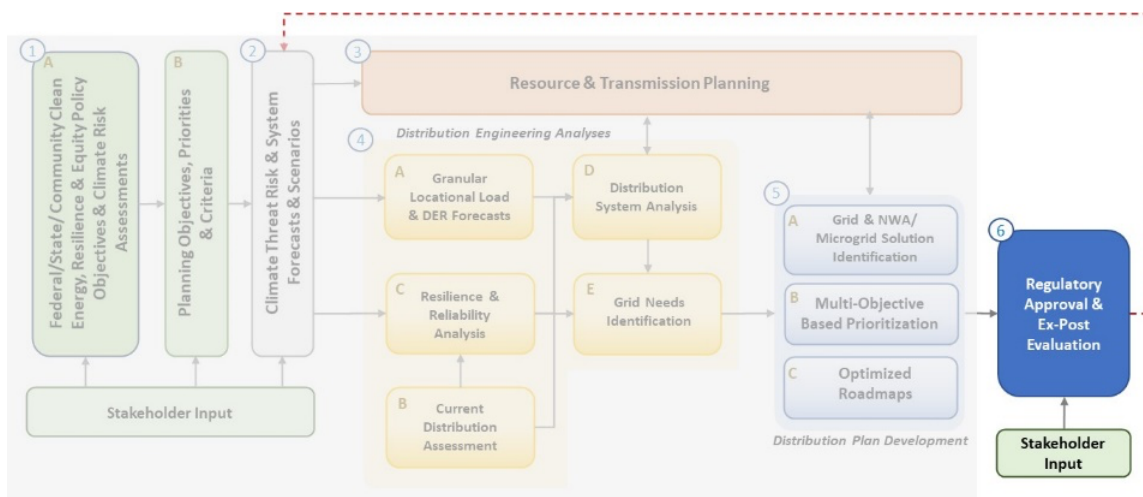 1
A
Federal/State/ Community Clean
Energy, Resilience & Equity Policy
Objectives & Climate Risk
Assessments
B
Planning Objectives, Priorities
& Criteria
2
Climate Threat Risk & System
Forecasts & Scenarios
3
Resource & Transmission Planning
4
Distribution Engineering Analyses
A
Granular
Locational Load
& DER Forecasts
D
Distribution
System Analysis
C
Resilience &
Reliability
Analysis
E
Grid Needs
Identification
B
Current
Distribution
Assessment
5
A
Grid & NWA/
Microgrid Solution
Identification
B
Multi-Objective
Based Prioritization
C
Optimized
Roadmaps
Distribution Plan Development
6
Regulatory
Approval &
Ex-Post
Evaluation
Stakeholder Input
Stakeholder
Input